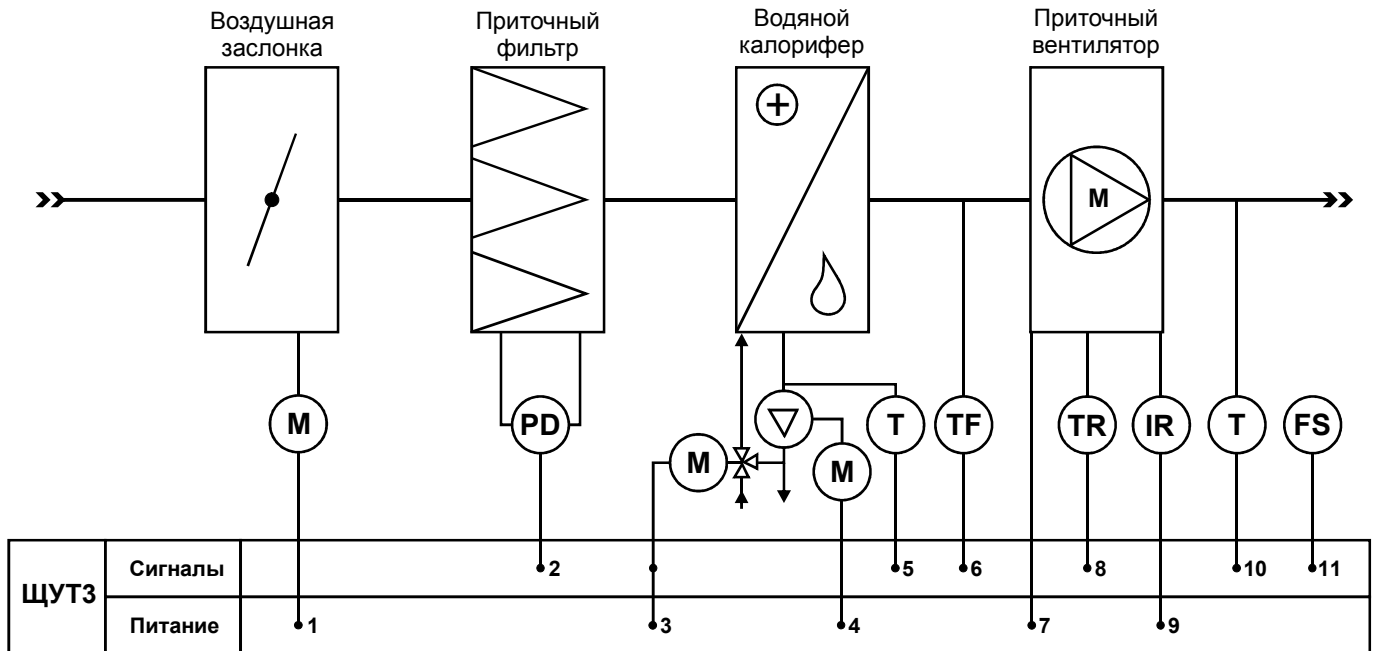 Воздушная
заслонка
Приточный
фильтр
Водяной
калорифер
Приточный
вентилятор
M
M
PD
M
M
T
TF
TR
IR
T
FS
ЩУТ3
Сигналы
2
5
6
8
10
11
Питание
1
3
4
7
9